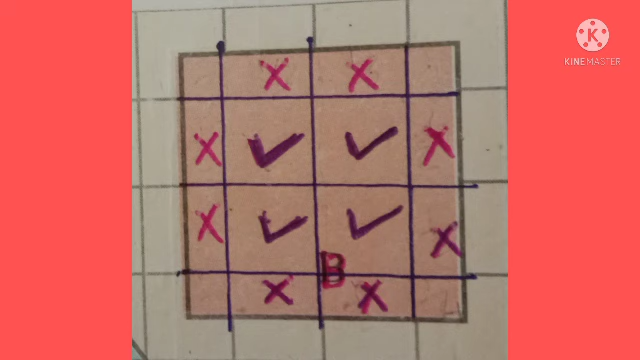 KINEMASTER
X X
X ✓ ✓ X
X ✓ ✓ X
B
X X